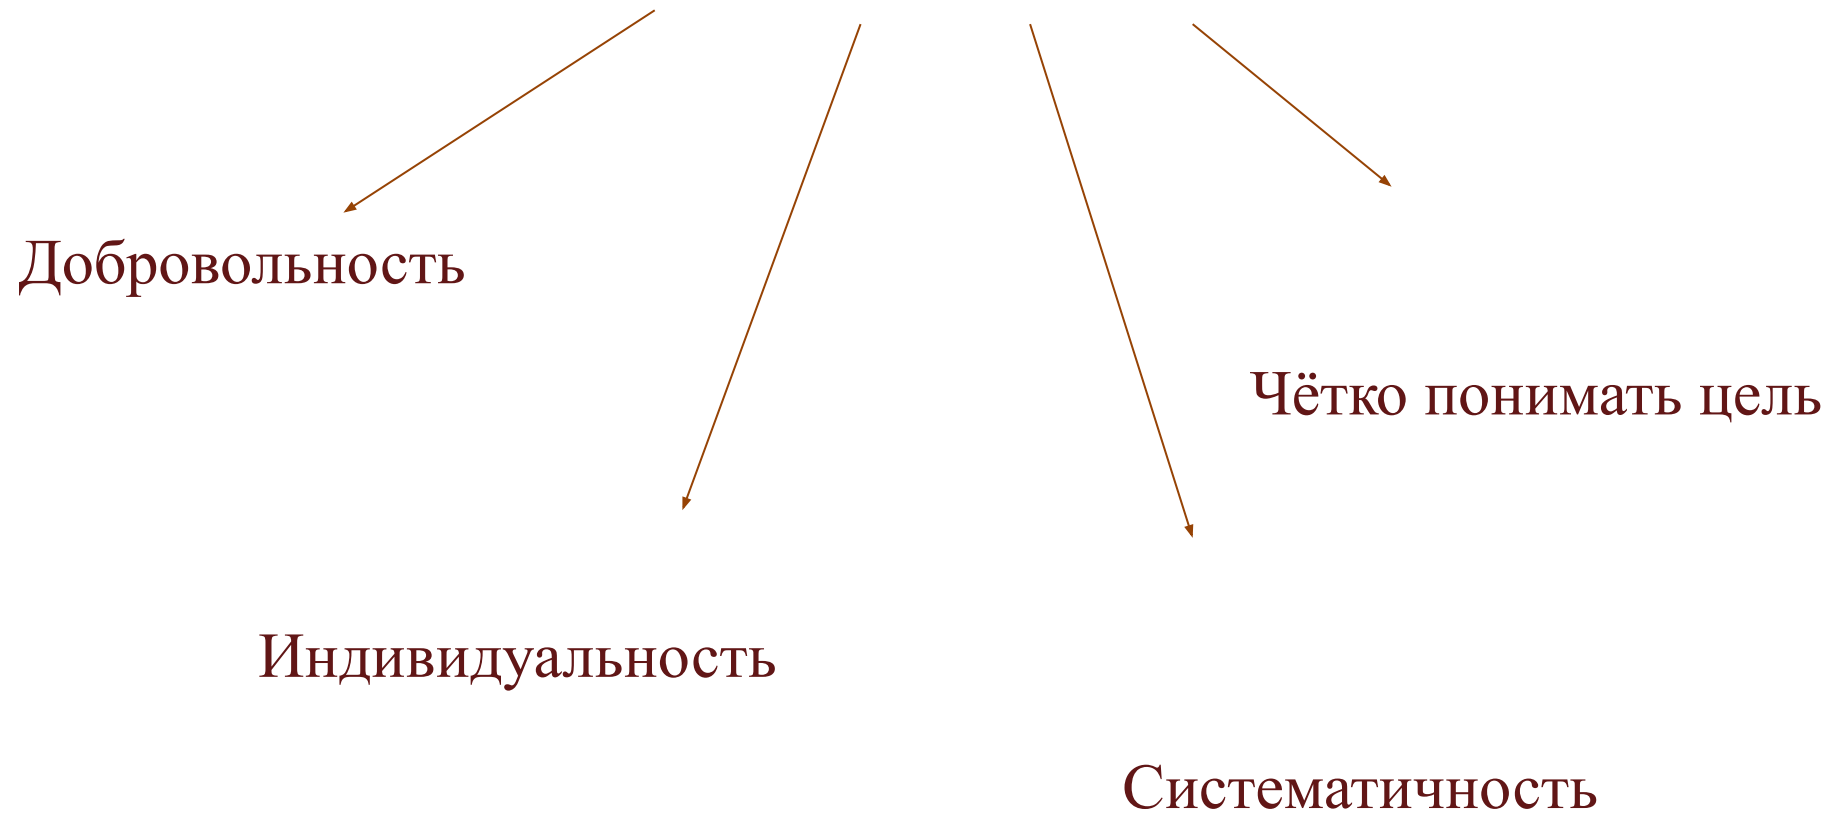 Добровольность
Чётко понимать цель
Индивидуальность
Систематичность